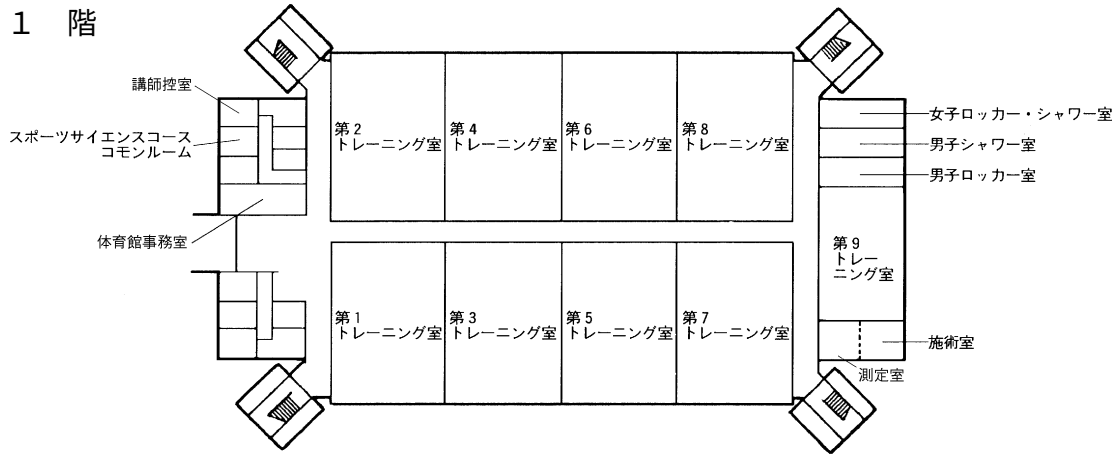 1 階
講師控室
スポーツサイエンスコース
コモンルーム
体育館事務室
第2
トレーニング室
第4
トレーニング室
第6
トレーニング室
第8
トレーニング室
第1
トレーニング室
第3
トレーニング室
第5
トレーニング室
第7
トレーニング室
女子ロッカー・シャワー室
男子シャワー室
男子ロッカー室
第9
トレー
ニング室
施術室
測定室